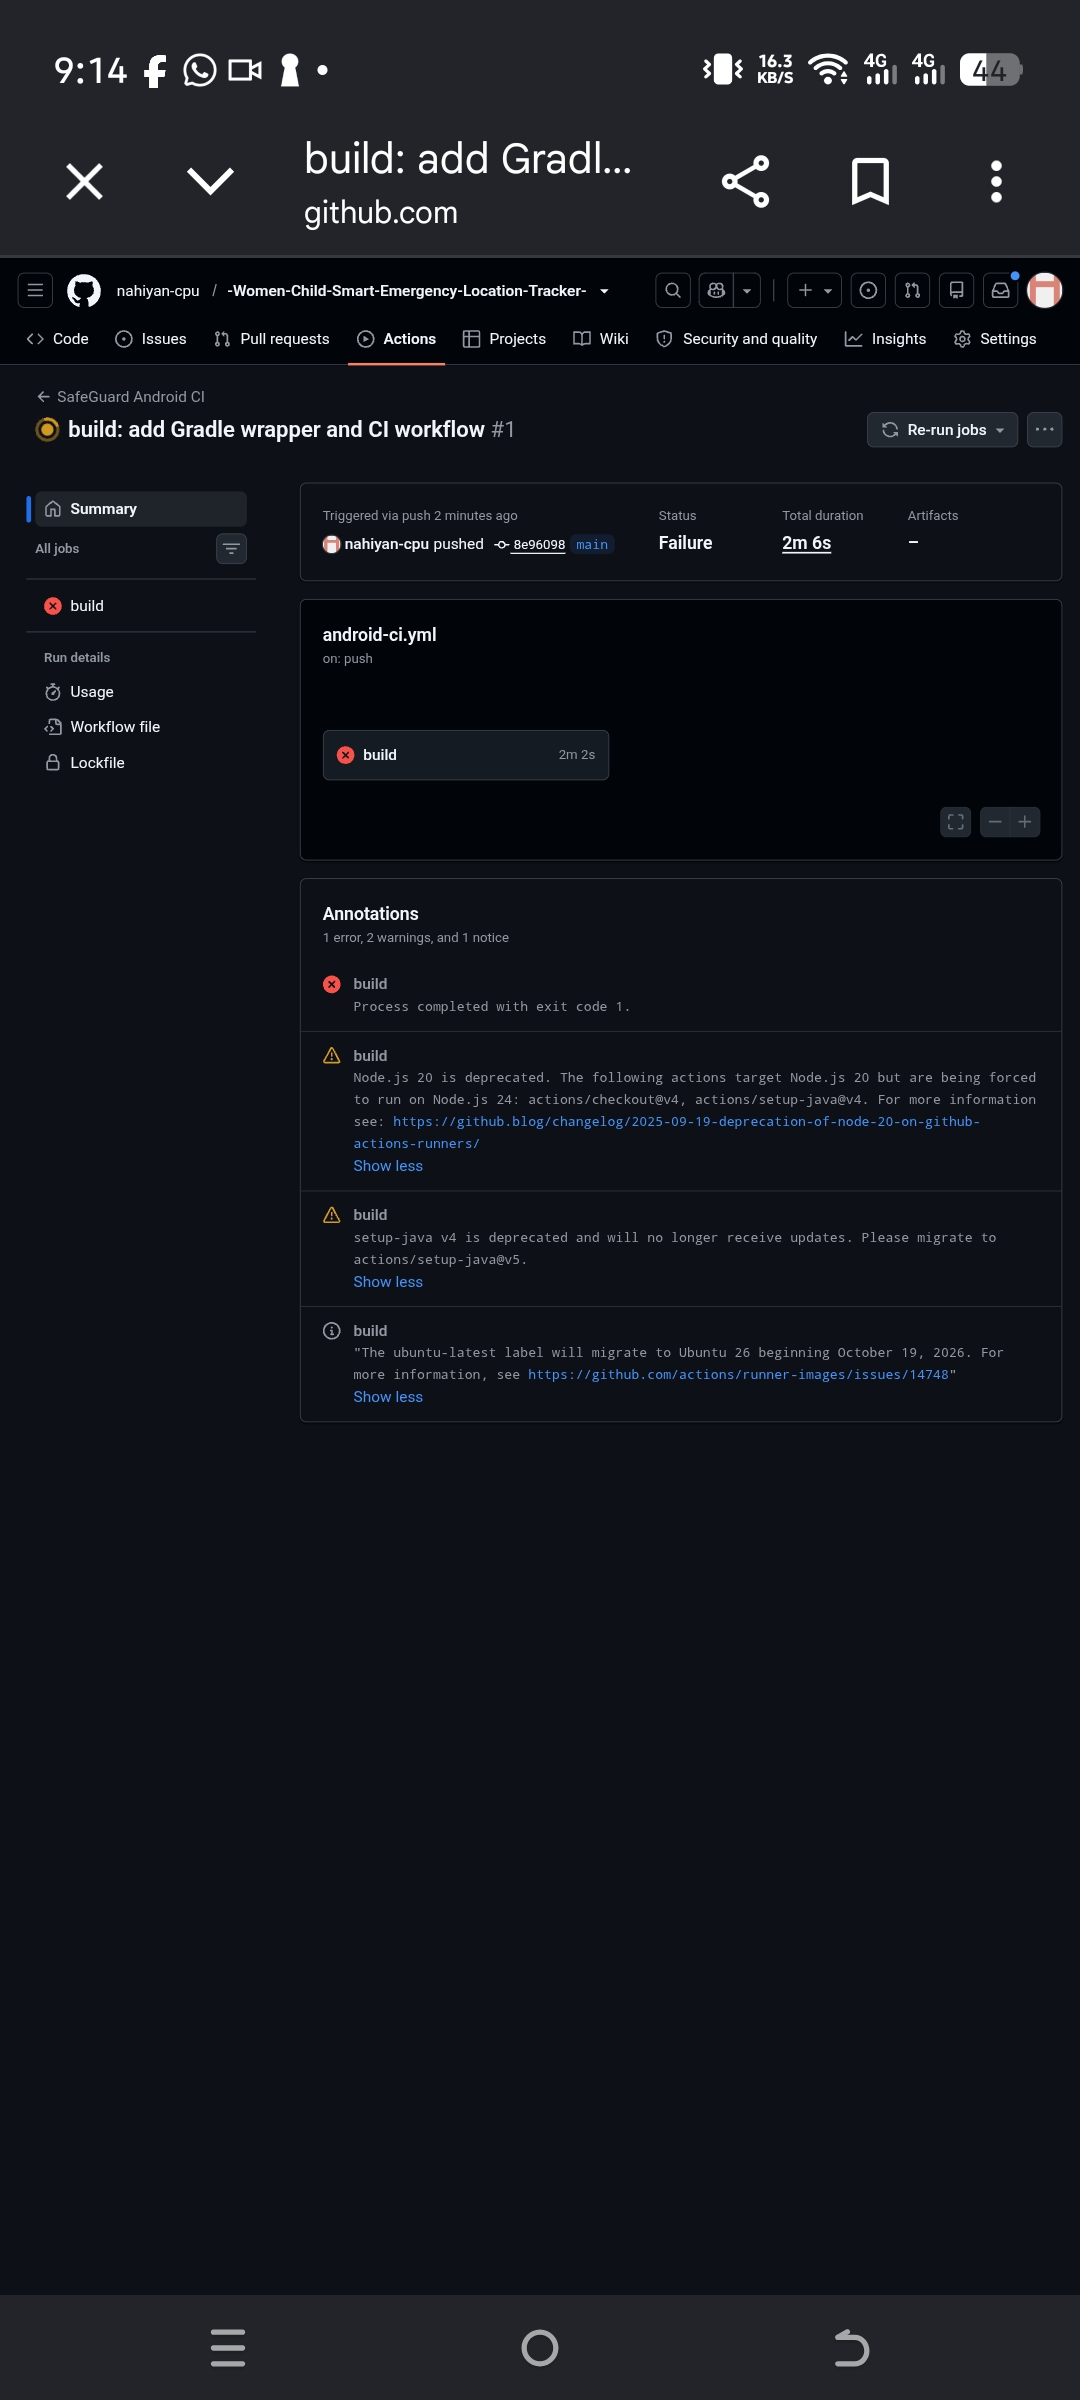 9:14
16.3
KB/S
4G
4G
44
build: add Gradl...
github.com
nahiyan-cpu / -Women-Child-Smart-Emergency-Location-Tracker-
Code
Issues
Pull requests
Actions
Projects
Wiki
Security and quality
Insights
Settings
SafeGuard Android CI
build: add Gradle wrapper and CI workflow #1
Re-run jobs
Summary
All jobs
build
Run details
Usage
Workflow file
Lockfile
Triggered via push 2 minutes ago
nahiyan-cpu pushed 8e96098 main
Status
Failure
Total duration
2m 6s
Artifacts
–
android-ci.yml
on: push
build 2m 2s
Annotations
1 error, 2 warnings, and 1 notice
build
Process completed with exit code 1.
build
Node.js 20 is deprecated. The following actions target Node.js 20 but are being forced
to run on Node.js 24: actions/checkout@v4, actions/setup-java@v4. For more information
see: https://github.blog/changelog/2025-09-19-deprecation-of-node-20-on-github-
actions-runners/
Show less
build
setup-java v4 is deprecated and will no longer receive updates. Please migrate to
actions/setup-java@v5.
Show less
build
"The ubuntu-latest label will migrate to Ubuntu 26 beginning October 19, 2026. For
more information, see https://github.com/actions/runner-images/issues/14748"
Show less